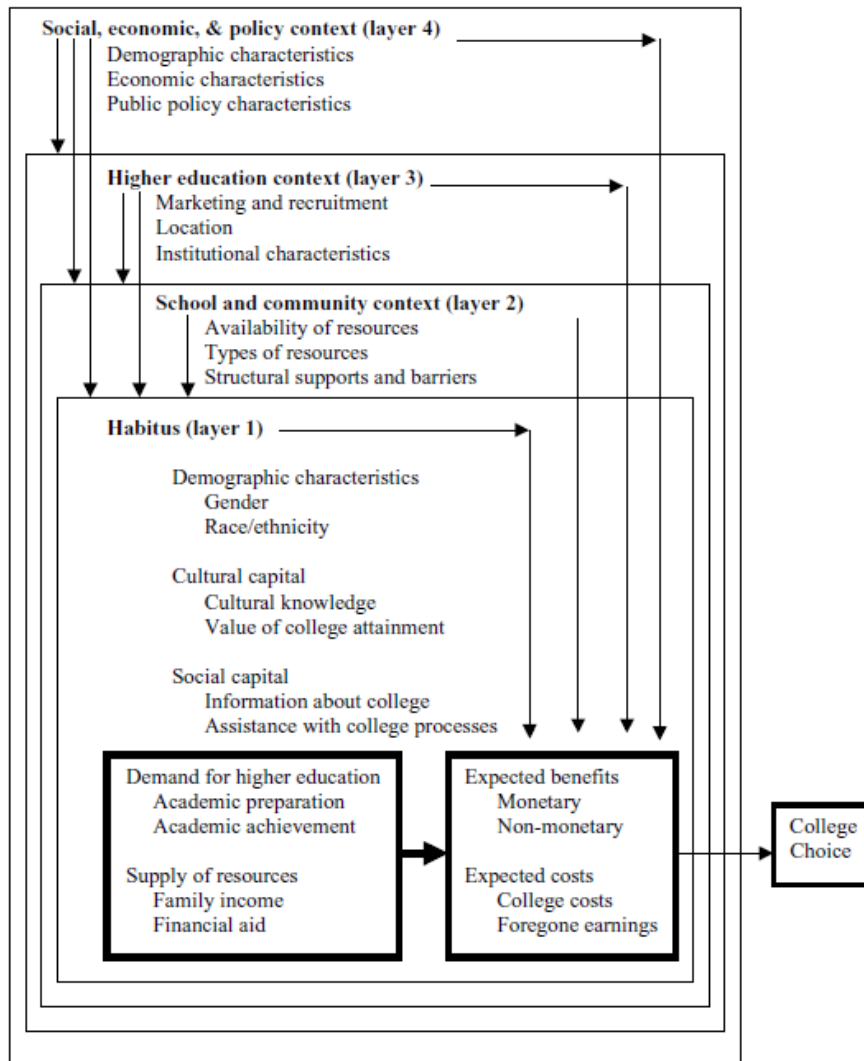 Social, economic, & policy context (layer 4)
Demographic characteristics
Economic characteristics
Public policy characteristics
Higher education context (layer 3)
Marketing and recruitment
Location
Institutional characteristics
School and community context (layer 2)
Availability of resources
Types of resources
Structural supports and barriers
Habitus (layer 1)
Demographic characteristics
Gender
Race/ethnicity
Cultural capital
Cultural knowledge
Value of college attainment
Social capital
Information about college
Assistance with college processes
Demand for higher education
Academic preparation
Academic achievement
Supply of resources
Family income
Financial aid
Expected benefits
Monetary
Non-monetary
Expected costs
College costs
Foregone earnings
College
Choice